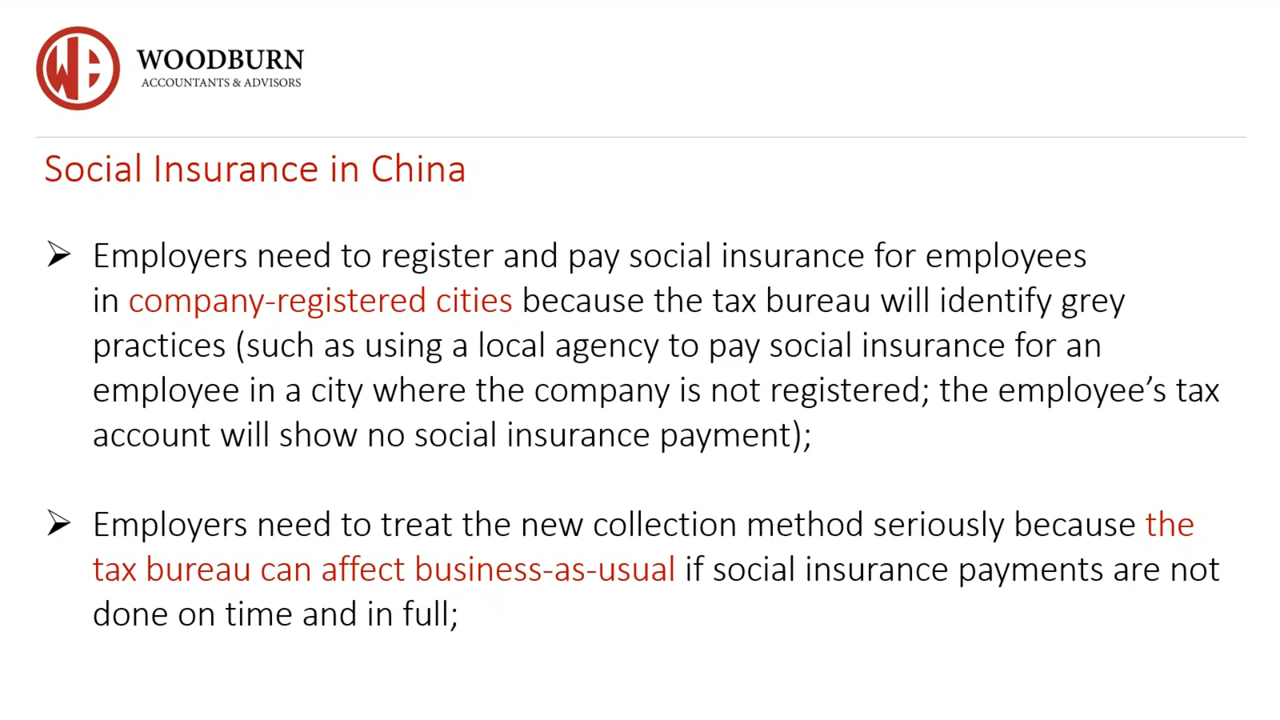 WOODBURN
ACCOUNTANTS & ADVISORS
Social Insurance in China
➢ Employers need to register and pay social insurance for employees
in company-registered cities because the tax bureau will identify grey
practices (such as using a local agency to pay social insurance for an
employee in a city where the company is not registered; the employee’s tax
account will show no social insurance payment);
➢ Employers need to treat the new collection method seriously because the
tax bureau can affect business-as-usual if social insurance payments are not
done on time and in full;